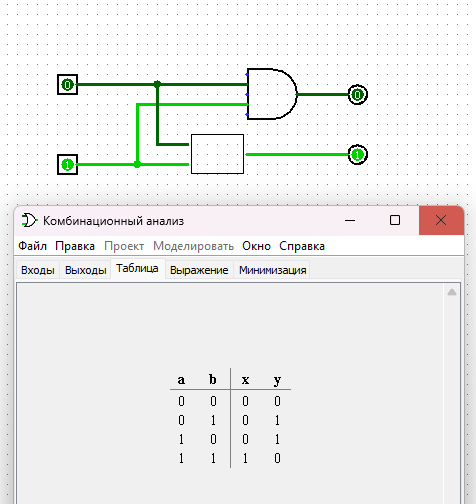 0
0
1
1
Комбинационный анализ
Файл Правка Проект Моделировать Окно Справка
Входы Выходы Таблица Выражение Минимизация
a b x y
0 0 0 0
0 1 0 1
1 0 0 1
1 1 1 0